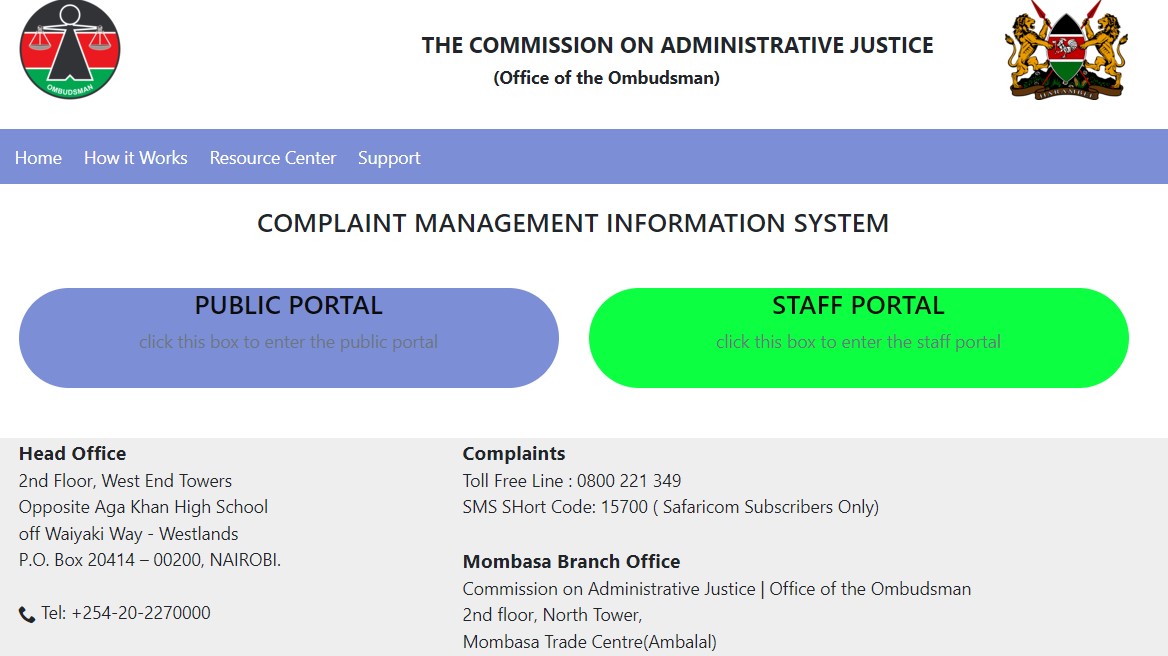 OMBUDSMAN
THE COMMISSION ON ADMINISTRATIVE JUSTICE
(Office of the Ombudsman)
HARAMBEE
Home How it Works Resource Center Support
COMPLAINT MANAGEMENT INFORMATION SYSTEM
PUBLIC PORTAL
click this box to enter the public portal
STAFF PORTAL
click this box to enter the staff portal
Head Office
2nd Floor, West End Towers
Opposite Aga Khan High School
off Waiyaki Way - Westlands
P.O. Box 20414 – 00200, NAIROBI.
Tel: +254-20-2270000
Complaints
Toll Free Line : 0800 221 349
SMS SHort Code: 15700 ( Safaricom Subscribers Only)
Mombasa Branch Office
Commission on Administrative Justice | Office of the Ombudsman
2nd floor, North Tower,
Mombasa Trade Centre(Ambalal)